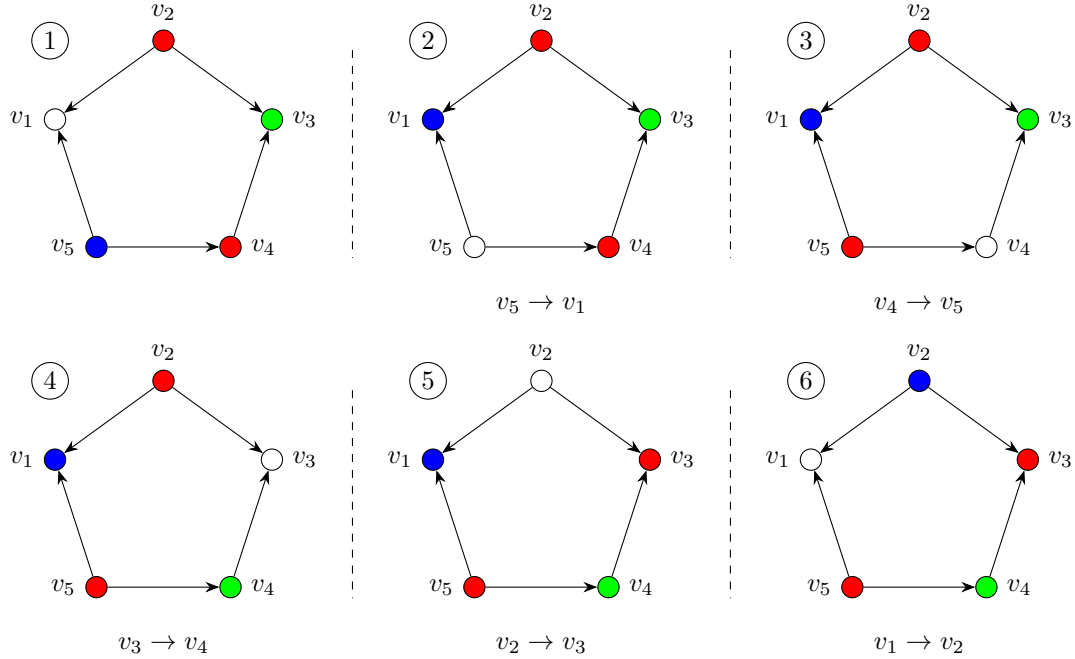 1
v₂
v₁
v₃
v₅
v₄
2
v₂
v₁
v₃
v₅
v₄
v₅ → v₁
3
v₂
v₁
v₃
v₅
v₄
v₄ → v₅
4
v₂
v₁
v₃
v₅
v₄
v₃ → v₄
5
v₂
v₁
v₃
v₅
v₄
v₂ → v₃
6
v₂
v₁
v₃
v₅
v₄
v₁ → v₂